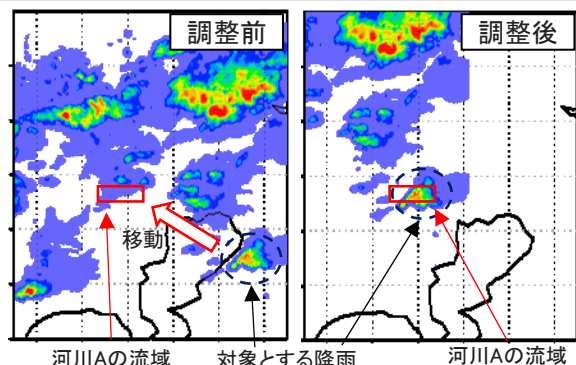 調整前
調整後
移動
河川Aの流域
対象とする降雨
河川Aの流域